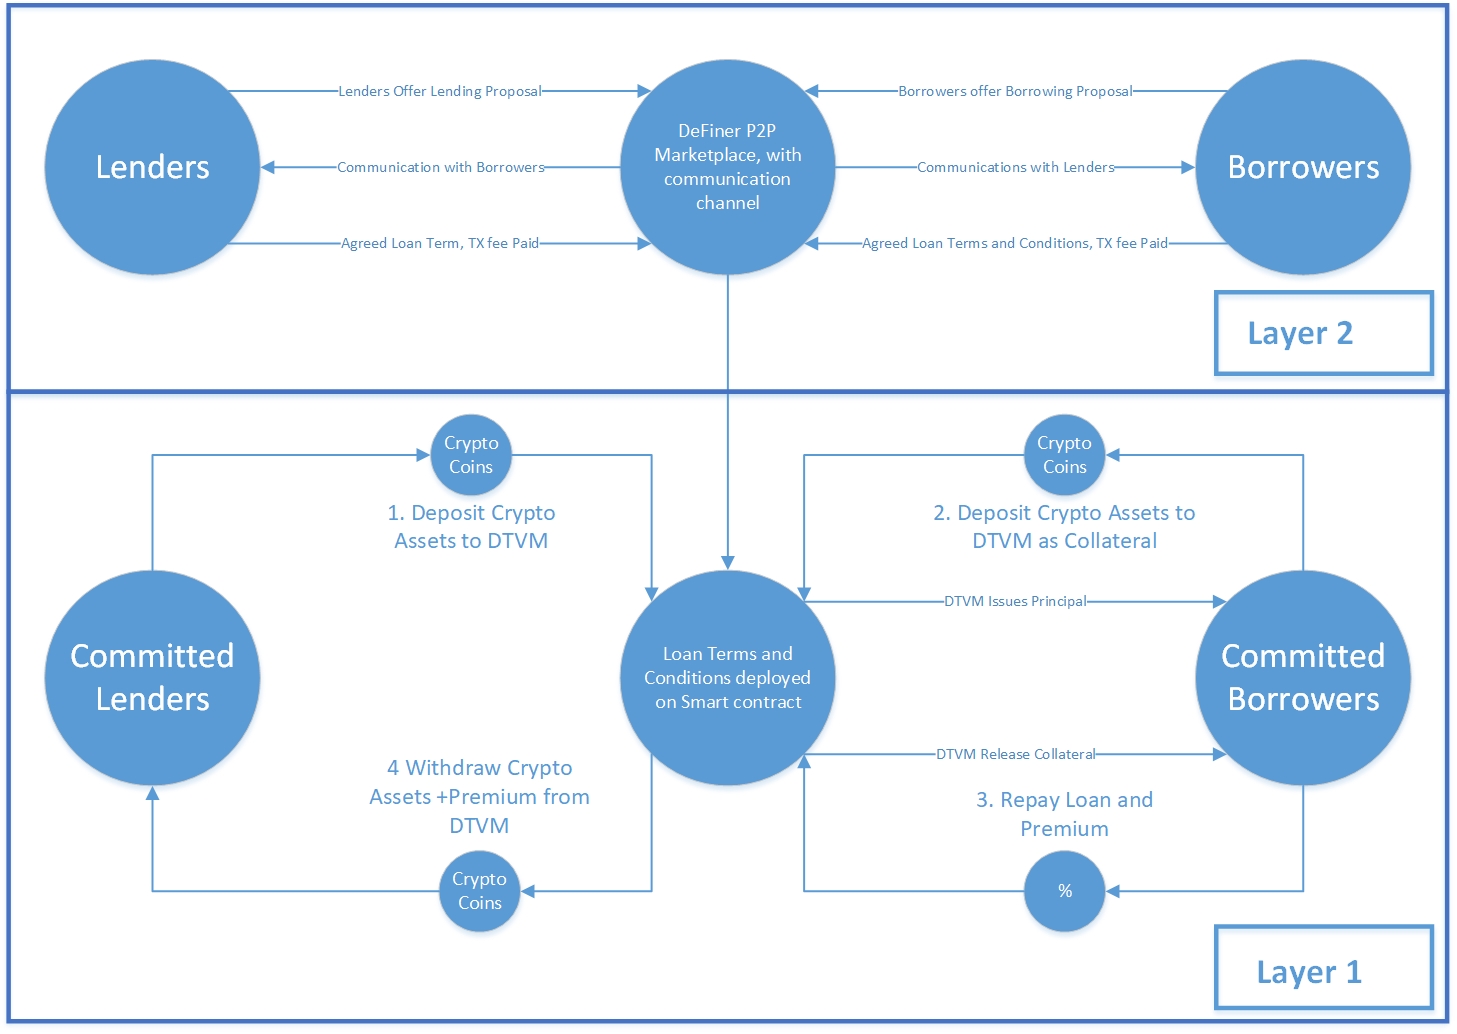 Lenders Offer Lending Proposal
Borrowers offer Borrowing Proposal
Lenders
Communication with Borrowers
DeFiner P2P
Marketplace, with
communication
channel
Communications with Lenders
Borrowers
Agreed Loan Term, TX fee Paid
Agreed Loan Terms and Conditions, TX fee Paid
Layer 2
Crypto
Coins
1. Deposit Crypto
Assets to DTVM
Crypto
Coins
2. Deposit Crypto Assets to
DTVM as Collateral
DTVM Issues Principal
Committed
Lenders
Loan Terms and
Conditions deployed
on Smart contract
Committed
Borrowers
DTVM Release Collateral
4 Withdraw Crypto
Assets +Premium from
DTVM
3. Repay Loan and
Premium
Crypto
Coins
%
Layer 1